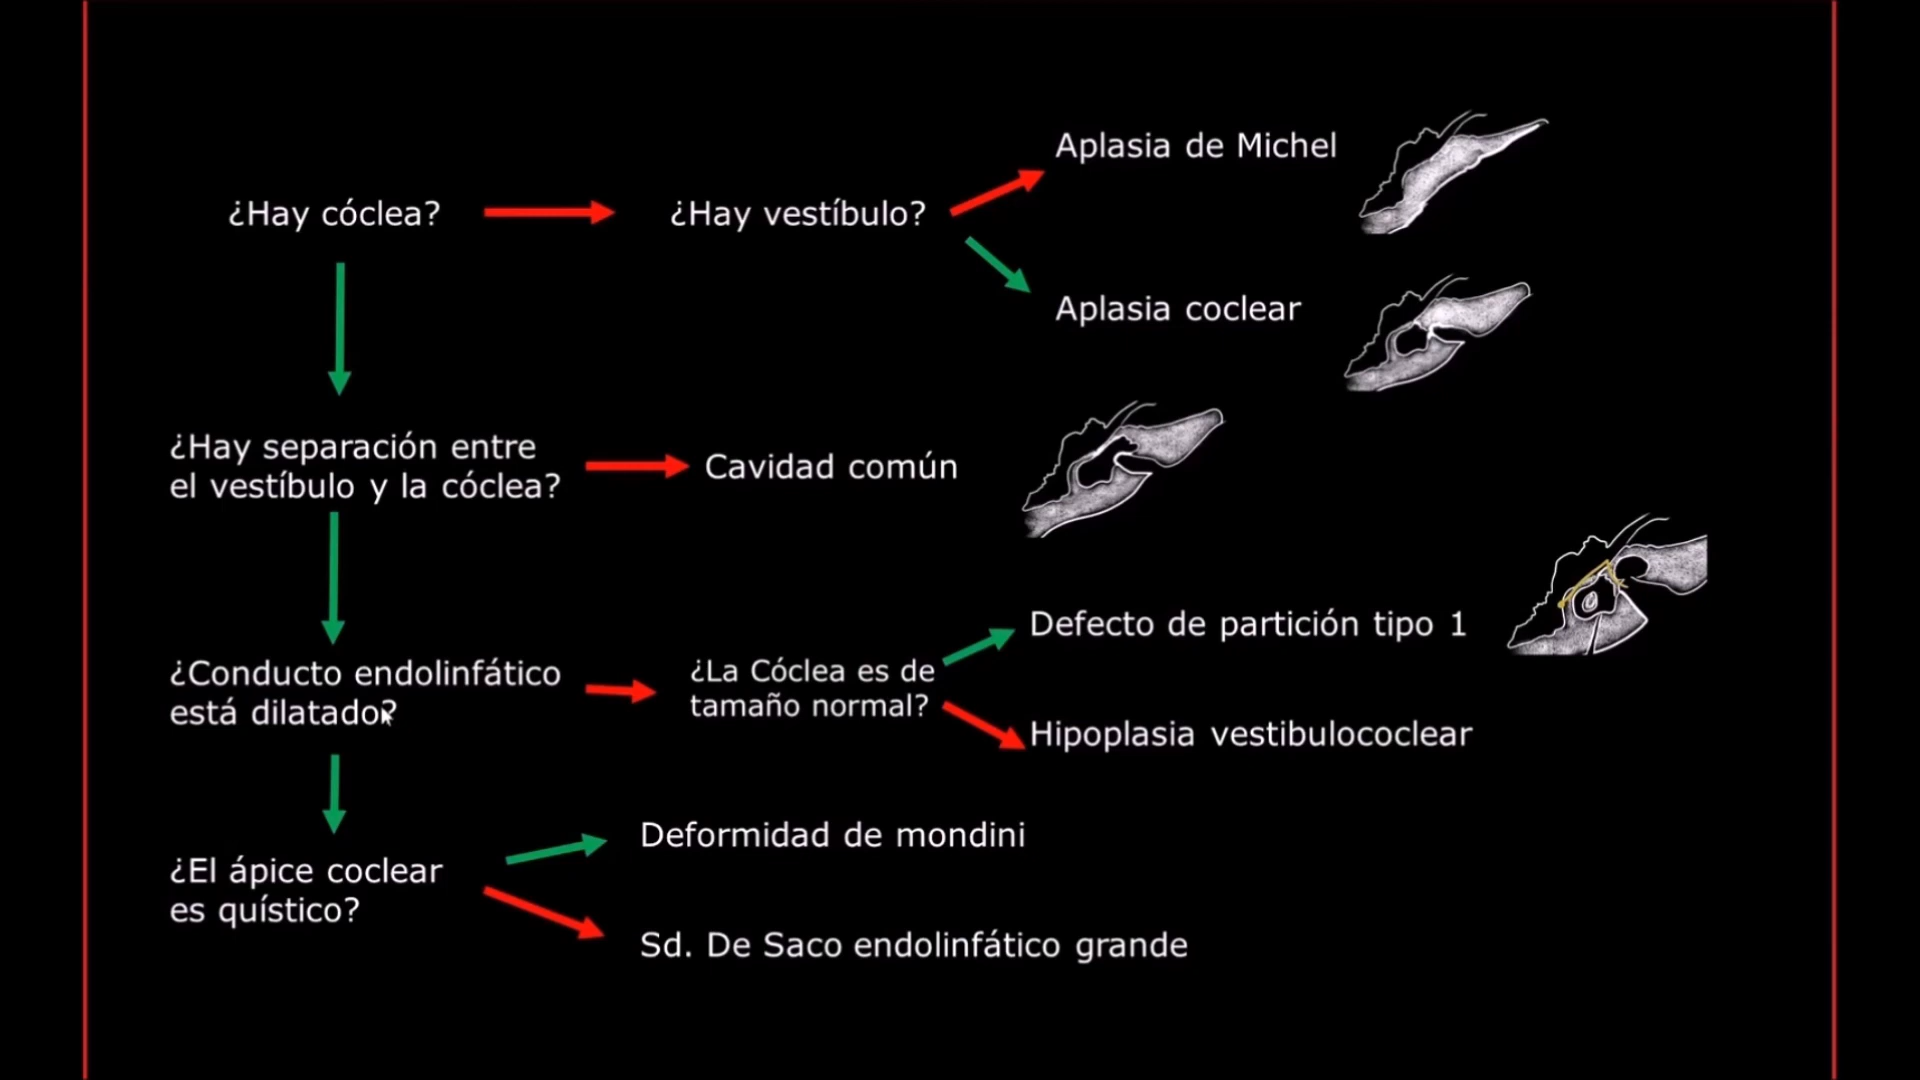 Aplasia de Michel
¿Hay cóclea?
¿Hay vestíbulo?
Aplasia coclear
¿Hay separación entre
el vestíbulo y la cóclea?
Cavidad común
Defecto de partición tipo 1
¿Conducto endolinfático
está dilatado?
¿La Cóclea es de
tamaño normal?
Hipoplasia vestibulococlear
Deformidad de mondini
¿El ápice coclear
es quístico?
Sd. De Saco endolinfático grande